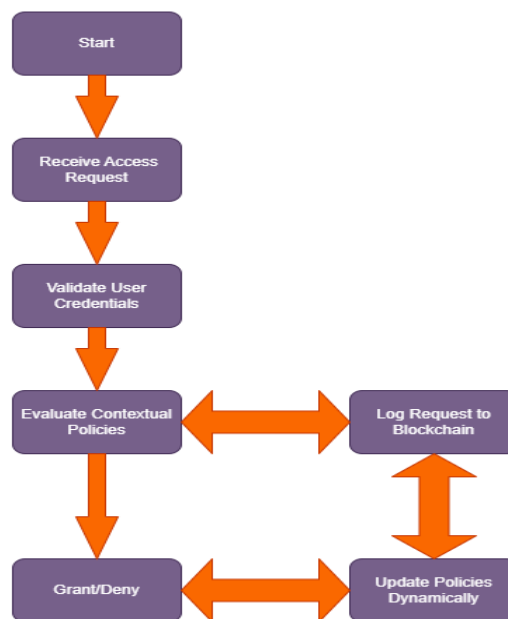 Start
Receive Access
Request
Validate User
Credentials
Evaluate Contextual
Policies
Log Request to
Blockchain
Grant/Deny
Update Policies
Dynamically